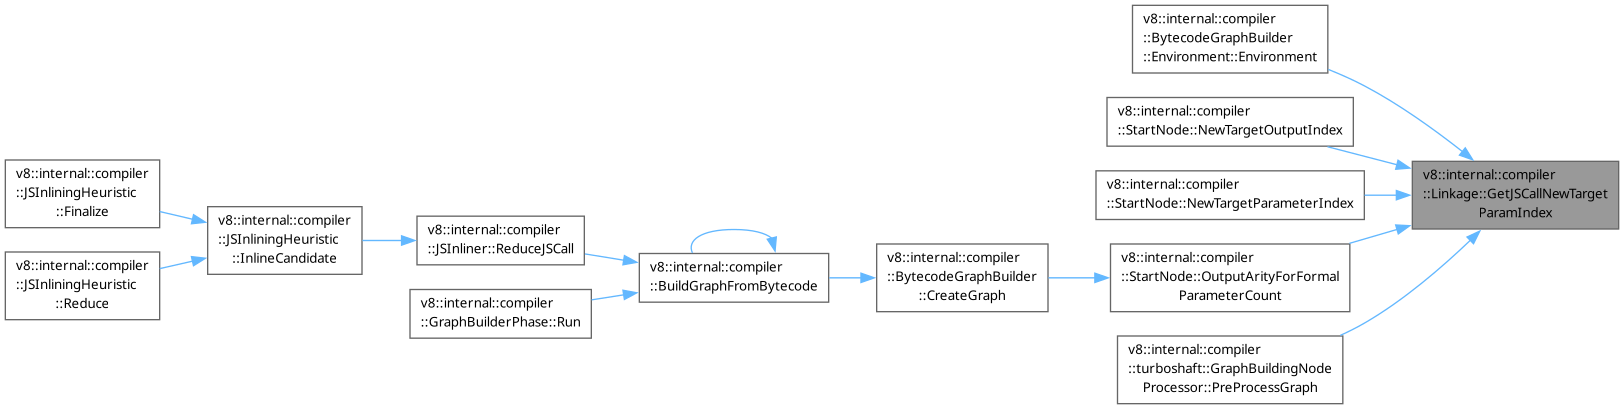 v8::internal::compiler
::BytecodeGraphBuilder
::Environment::Environment
v8::internal::compiler
::StartNode::NewTargetOutputIndex
v8::internal::compiler
::JSInliningHeuristic
::Finalize
v8::internal::compiler
::Linkage::GetJSCallNewTarget
ParamIndex
v8::internal::compiler
::StartNode::NewTargetParameterIndex
v8::internal::compiler
::JSInliningHeuristic
::InlineCandidate
v8::internal::compiler
::JSInliner::ReduceJSCall
v8::internal::compiler
::JSInliningHeuristic
::Reduce
v8::internal::compiler
::BuildGraphFromBytecode
v8::internal::compiler
::BytecodeGraphBuilder
::CreateGraph
v8::internal::compiler
::StartNode::OutputArityForFormal
ParameterCount
v8::internal::compiler
::GraphBuilderPhase::Run
v8::internal::compiler
::turboshaft::GraphBuildingNode
Processor::PreProcessGraph